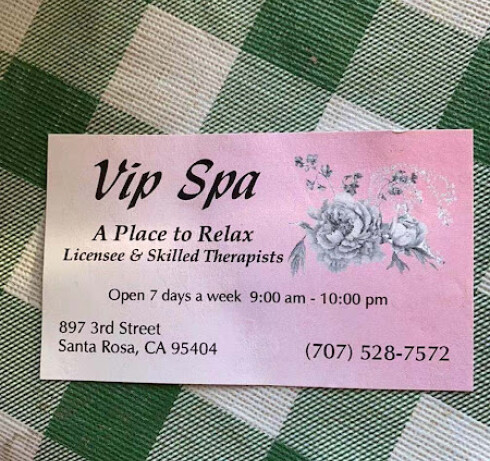 Vip Spa
A Place to Relax
Licensee & Skilled Therapists
Open 7 days a week 9:00 am - 10:00 pm
897 3rd Street
Santa Rosa, CA 95404
(707) 528-7572